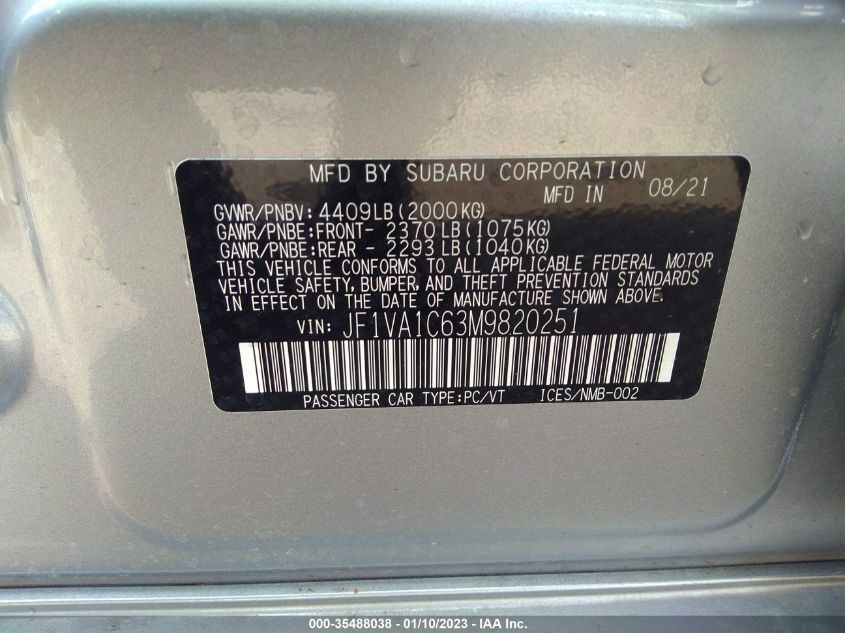 MFD BY SUBARU CORPORATION
MFD IN 08/21
GVWR/PNBV: 4409LB(2000KG)
GAWR/PNBE:FRONT- 2370LB(1075KG)
GAWR/PNBE:REAR - 2293LB(1040KG)
THIS VEHICLE CONFORMS TO ALL APPLICABLE FEDERAL MOTOR
VEHICLE SAFETY, BUMPER, AND THEFT PREVENTION STANDARDS
IN EFFECT ON THE DATE OF MANUFACTURE SHOWN ABOVE.
VIN: JF1VA1C63M9820251
PASSENGER CAR TYPE:PC/VT ICES/NMB-002
000-35488038 - 01/10/2023 - IAA Inc.